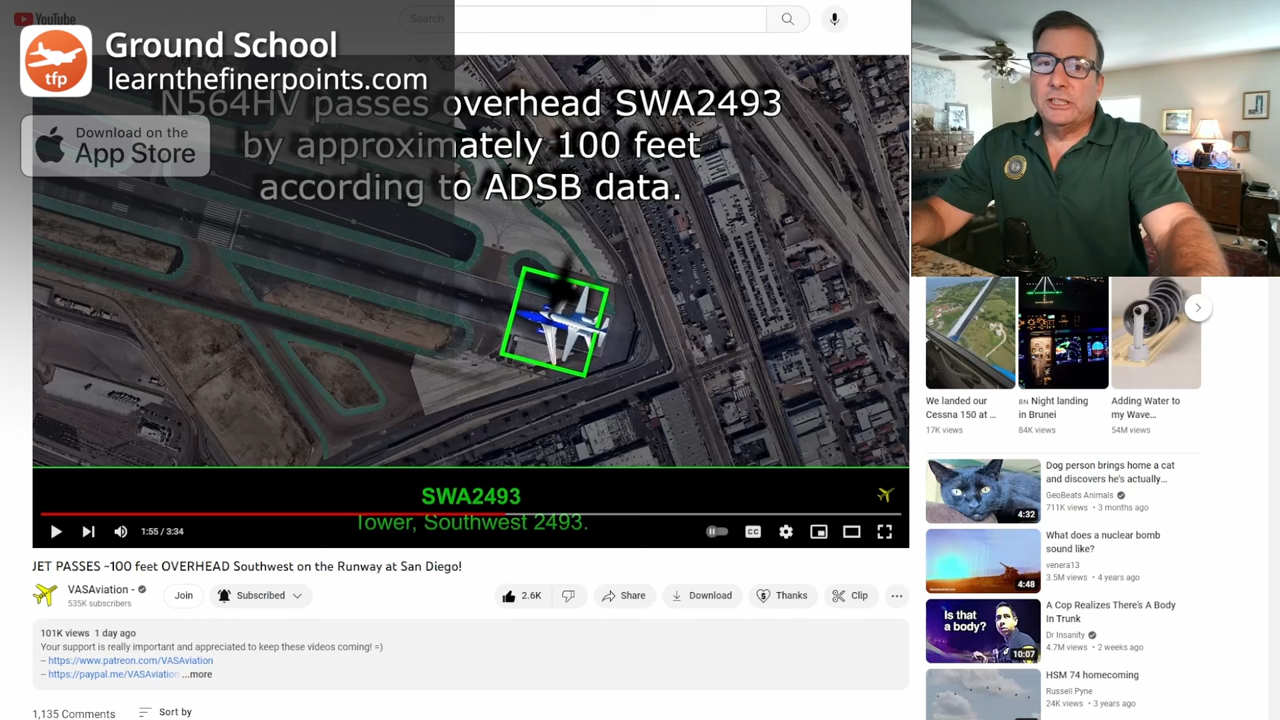 YouTube
Search
Ground School
learnthefinerpoints.com
tfp
Download on the
App Store
N564HV passes overhead SWA2493
by approximately 100 feet
according to ADSB data.
SWA2493
Tower, Southwest 2493.
1:55 / 3:34
CC
JET PASSES ~100 feet OVERHEAD Southwest on the Runway at San Diego!
VASAviation -
535K subscribers
Join
Subscribed
2.6K
Share
Download
Thanks
Clip
101K views 1 day ago
Your support is really important and appreciated to keep these videos coming! =)
-- https://www.patreon.com/VASAviation
-- https://paypal.me/VASAviation ...more
1,135 Comments
Sort by
We landed our
Cessna 150 at ...
17K views
BN Night landing
in Brunei
84K views
Adding Water to
my Wave...
54M views
Dog person brings home a cat
and discovers he's actually...
GeoBeats Animals
711K views • 3 months ago
4:32
What does a nuclear bomb
sound like?
venera13
3.5M views • 4 years ago
4:48
Is that
a body?
10:07
A Cop Realizes There's A Body
In Trunk
Dr Insanity
4.7M views • 2 weeks ago
HSM 74 homecoming
Russell Pyne
24K views • 3 years ago